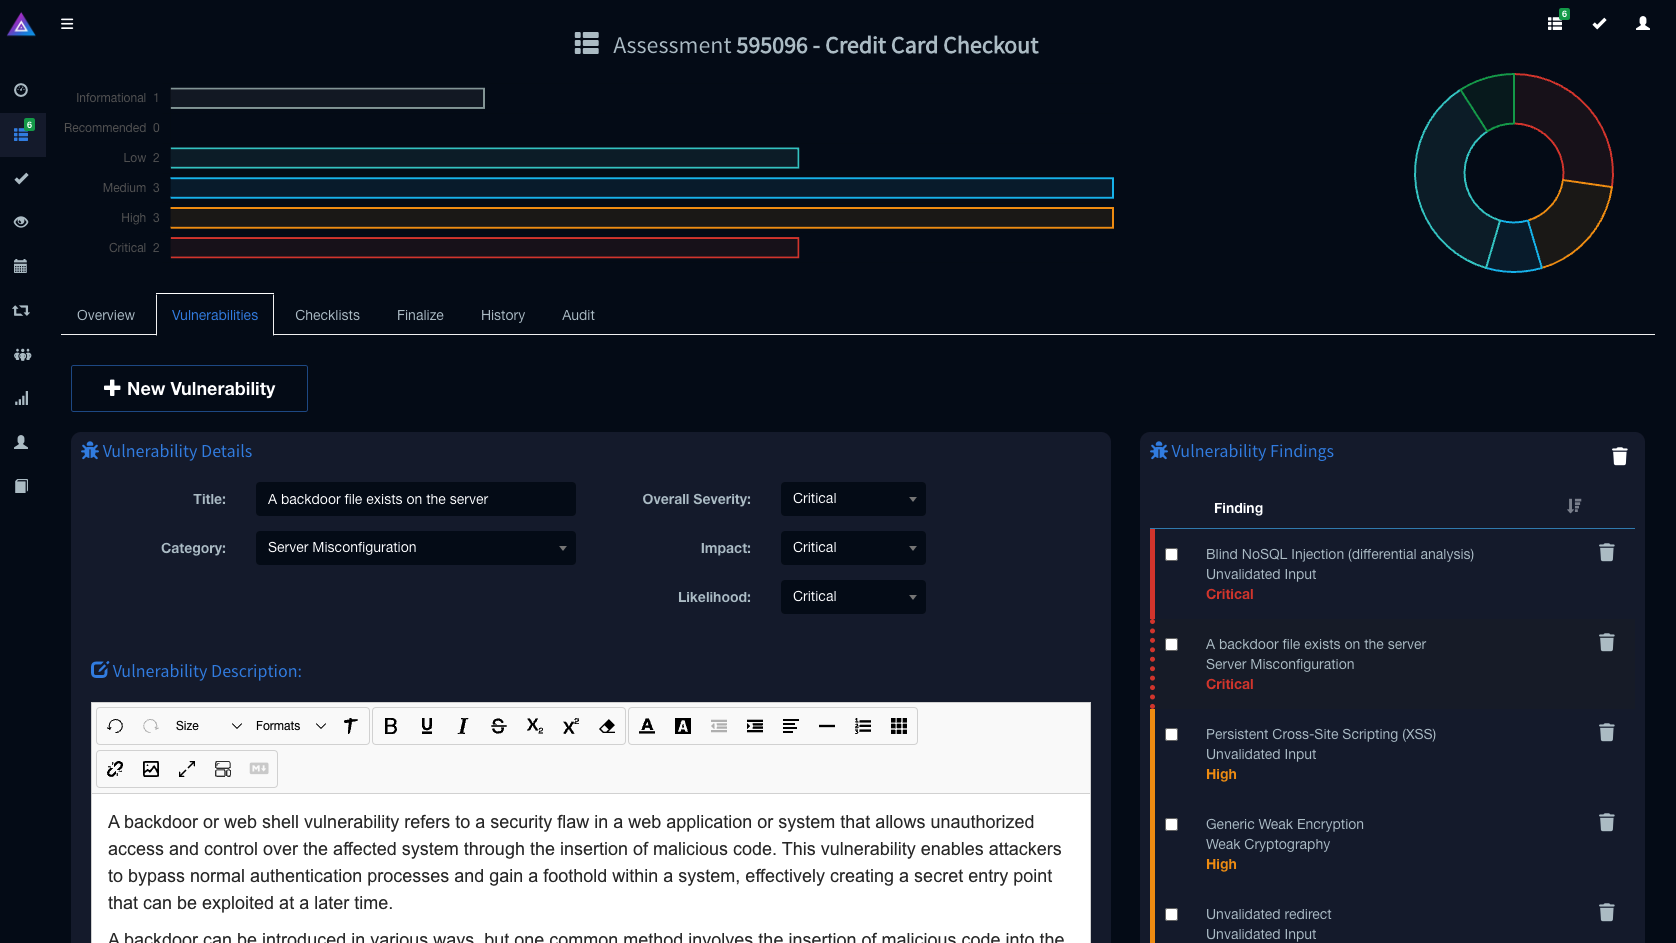 6
Assessment 595096 - Credit Card Checkout
Informational 1
Recommended 0
Low 2
Medium 3
High 3
Critical 2
6
Overview
Vulnerabilities
Checklists
Finalize
History
Audit
New Vulnerability
Vulnerability Details
Title:
A backdoor file exists on the server
Overall Severity:
Critical
Category:
Server Misconfiguration
Impact:
Critical
Likelihood:
Critical
Vulnerability Description:
Size
Formats
B U I S X2 X2 A A
M
A backdoor or web shell vulnerability refers to a security flaw in a web application or system that allows unauthorized
access and control over the affected system through the insertion of malicious code. This vulnerability enables attackers
to bypass normal authentication processes and gain a foothold within a system, effectively creating a secret entry point
that can be exploited at a later time.
A backdoor can be introduced in various ways, but one common method involves the insertion of malicious code into the
Vulnerability Findings
Finding
Blind NoSQL Injection (differential analysis)
Unvalidated Input
Critical
A backdoor file exists on the server
Server Misconfiguration
Critical
Persistent Cross-Site Scripting (XSS)
Unvalidated Input
High
Generic Weak Encryption
Weak Cryptography
High
Unvalidated redirect
Unvalidated Input